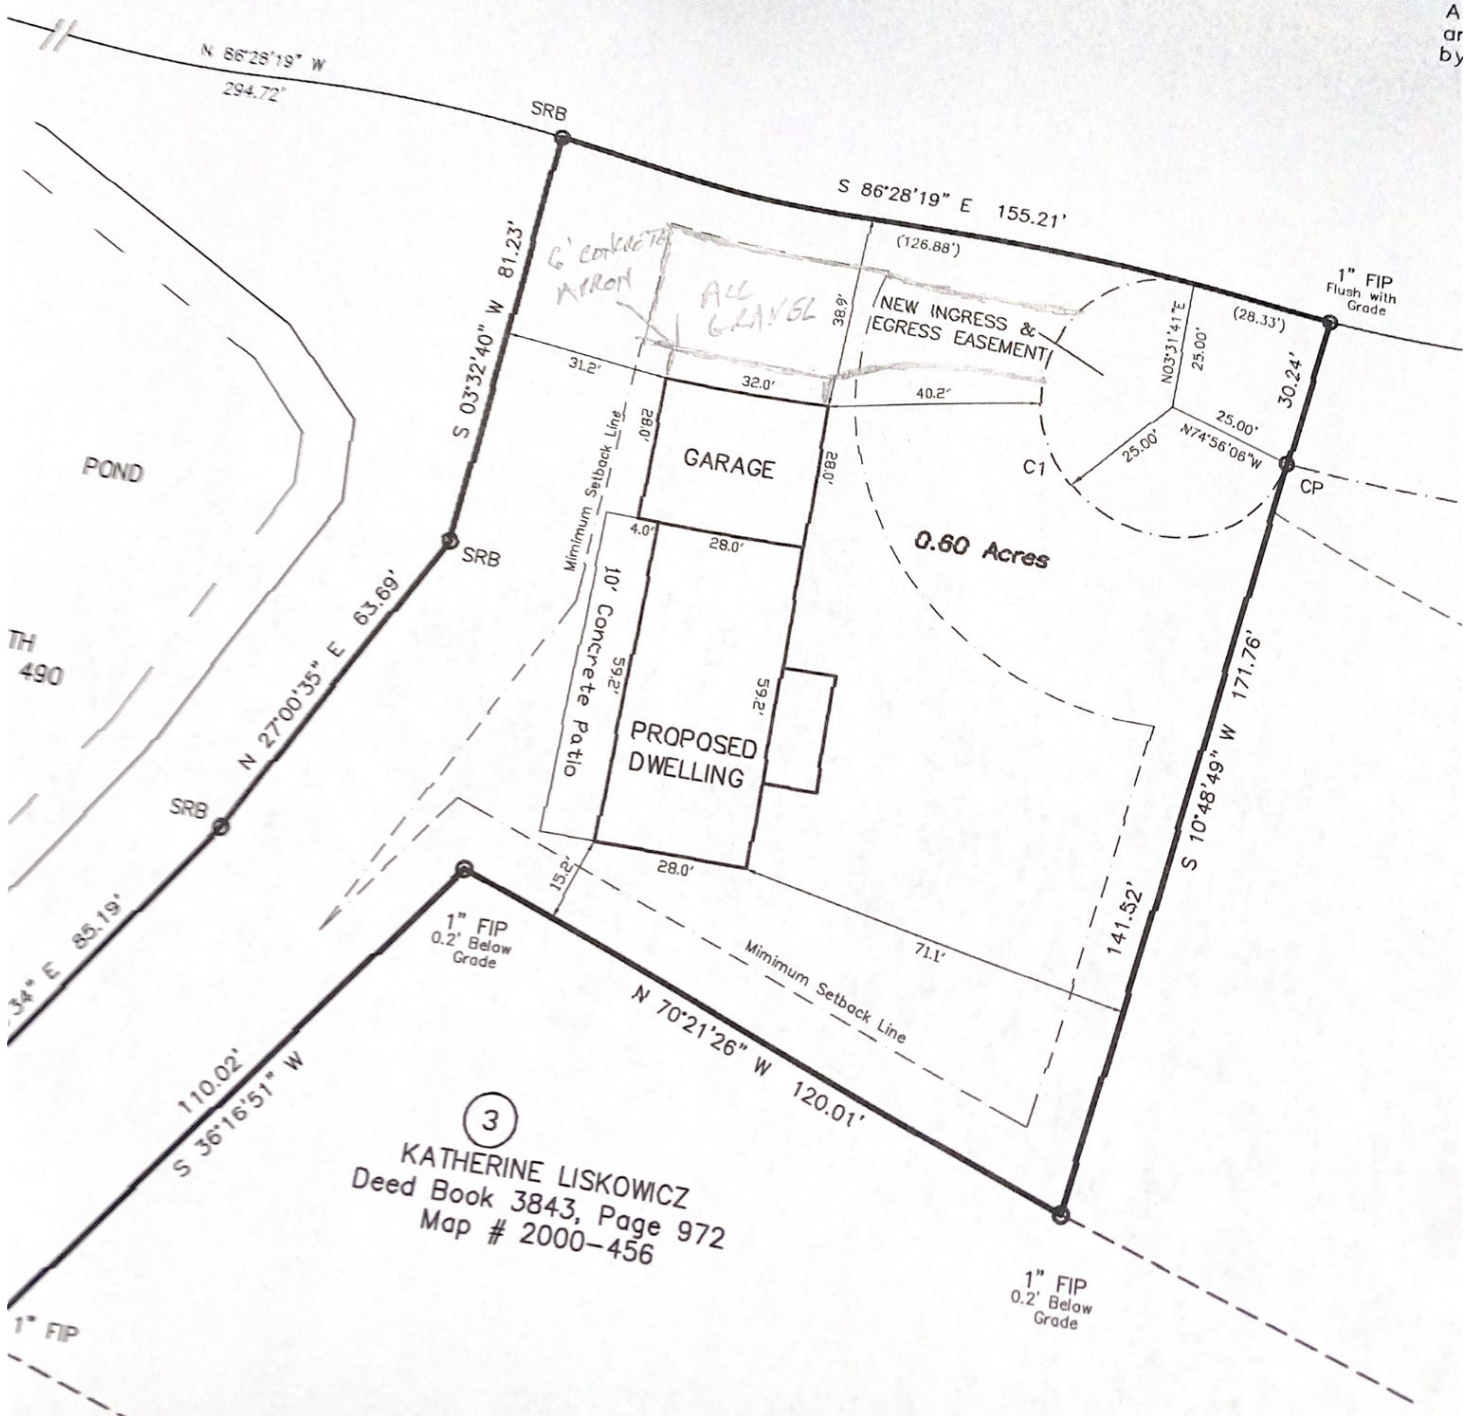 A
ar
by
N 86°28'19" W
294.72'
SRB
S 86°28'19" E 155.21'
(126.88')
1" FIP
Flush with
Grade
(28.33')
S 03°32'40" W 81.23'
6' CONCRETE
APRON
ALL
GRAVEL
38.9'
NEW INGRESS &
EGRESS EASEMENT
N03°31'41"E
25.00'
30.24'
31.2'
32.0'
40.2'
25.00'
N74°56'06"W
25.00'
C1
CP
28.0'
GARAGE
28.0'
Mimimum Setback Line
POND
SRB
4.0'
28.0'
0.60 Acres
10' Concrete Patio
59.2'
59.2'
PROPOSED
DWELLING
N 27°00'35" E 63.69'
TH
490
S 10°48'49" W 171.76'
SRB
28.0'
15.2'
71.1'
141.52'
34" E 85.19'
1" FIP
0.2' Below
Grade
Mimimum Setback Line
N 70°21'26" W 120.01'
110.02'
S 36°16'51" W
3
KATHERINE LISKOWICZ
Deed Book 3843, Page 972
Map # 2000-456
1" FIP
0.2' Below
Grade
1" FIP